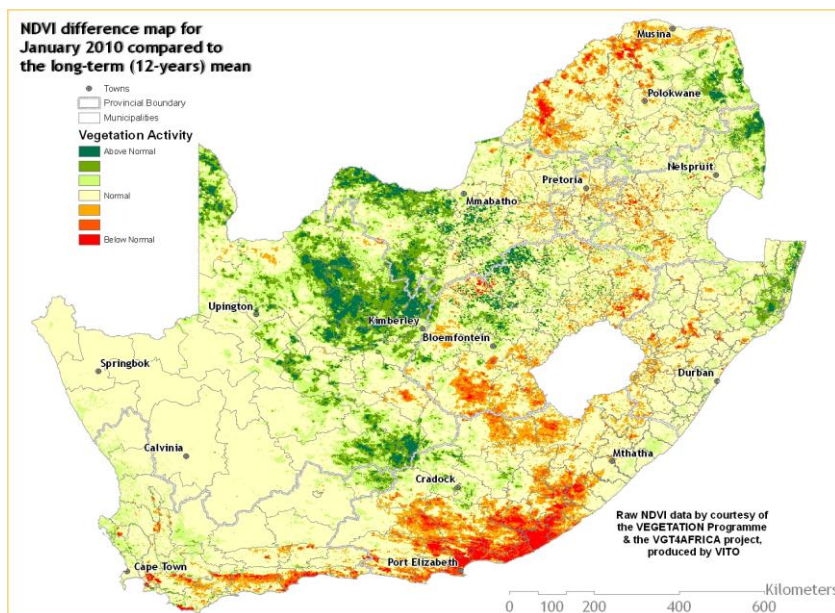 NDVI difference map for
January 2010 compared to
the long-term (12-years) mean
Towns
Provincial Boundary
Municipalities
Vegetation Activity
Above Normal
Normal
Below Normal
Musina
Polokwane
Nelspruit
Pretoria
Mmabatho
Upington
Kimberley
Bloemfontein
Springbok
Durban
Calvinia
Mthatha
Cradock
Cape Town
Port Elizabeth
Raw NDVI data by courtesy of
the VEGETATION Programme
& the VGT4AFRICA project,
produced by VITO
Kilometers
0 100 200 400 600